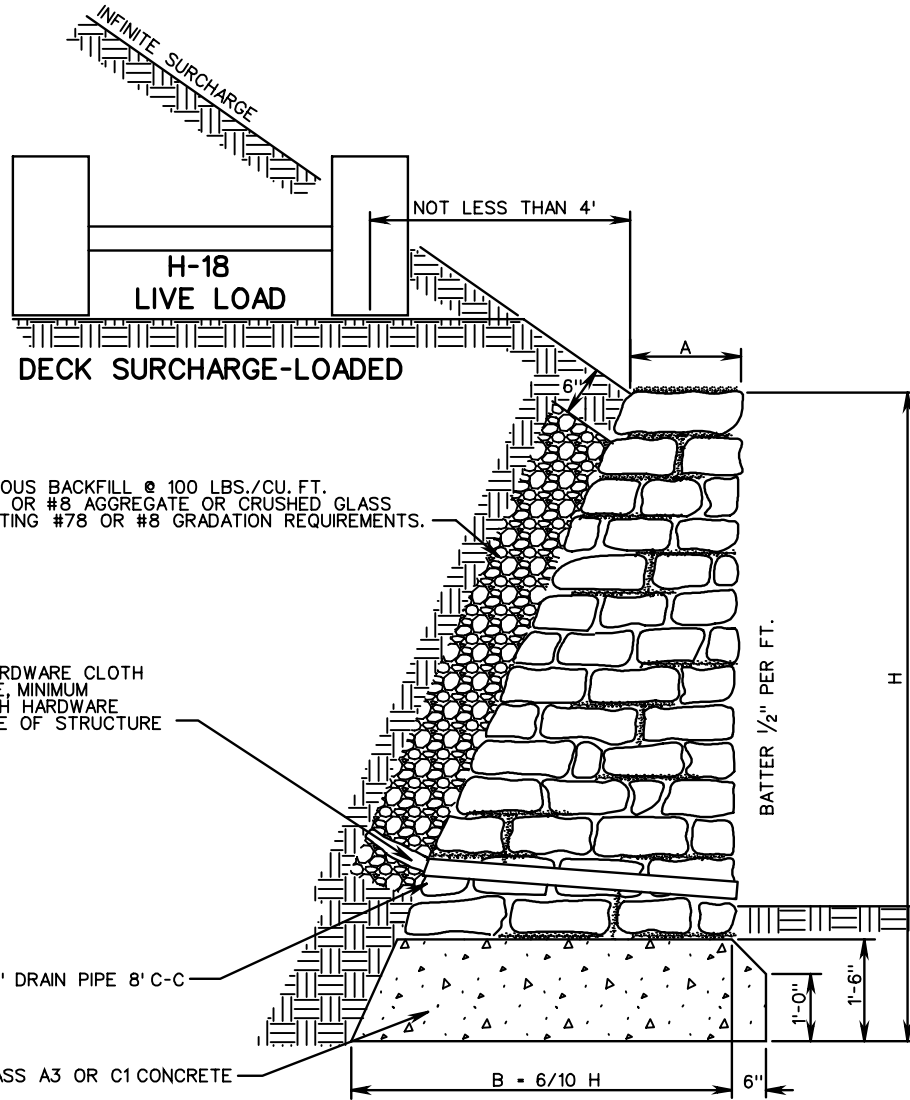 INFINITE SURCHARGE
NOT LESS THAN 4'
H-18
LIVE LOAD
A
DECK SURCHARGE-LOADED
6"
OUS BACKFILL @ 100 LBS./CU. FT.
OR #8 AGGREGATE OR CRUSHED GLASS
TING #78 OR #8 GRADATION REQUIREMENTS.
RDWARE CLOTH
E, MINIMUM
H HARDWARE
E OF STRUCTURE
BATTER 1/2" PER FT.
H
' DRAIN PIPE 8' C-C
1'-0"
1'-6"
ASS A3 OR C1 CONCRETE
B - 6/10 H
6"